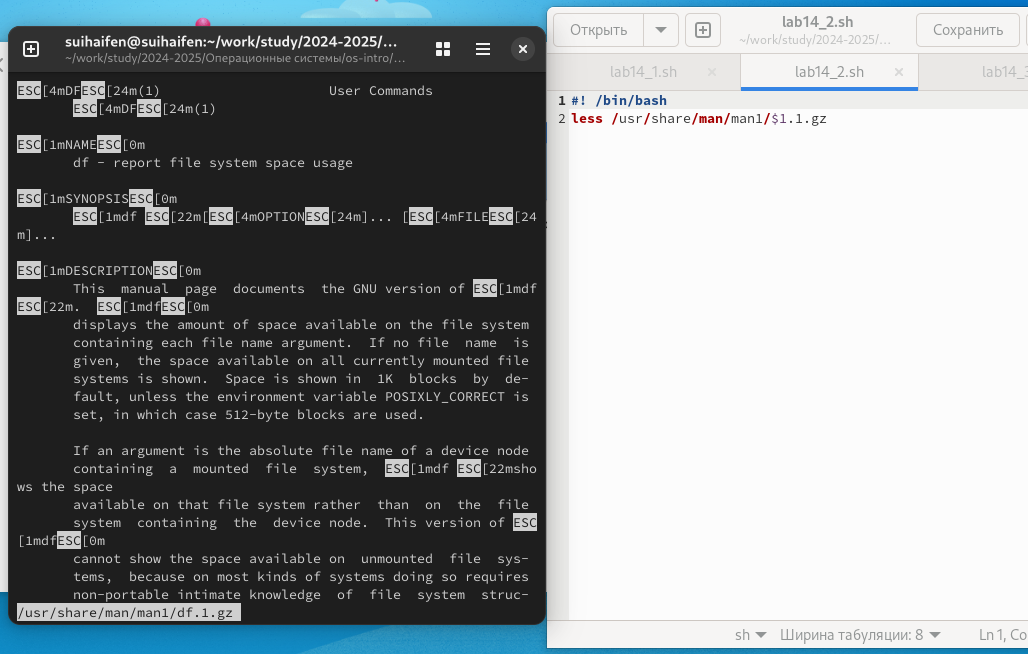 suihaifen@suihaifen:~/work/study/2024-2025/...
~/work/study/2024-2025/Операционные системы/os-intro/...
ESC[4mDFESC[24m(1) User Commands
ESC[4mDFESC[24m(1)
ESC[1mNAMEESC[0m
df - report file system space usage
ESC[1mSYNOPSISESC[0m
ESC[1mdf ESC[22m[ESC[4mOPTIONESC[24m]... [ESC[4mFILEESC[24
m]...
ESC[1mDESCRIPTIONESC[0m
This manual page documents the GNU version of ESC[1mdf
ESC[22m. ESC[1mdfESC[0m
displays the amount of space available on the file system
containing each file name argument. If no file name is
given, the space available on all currently mounted file
systems is shown. Space is shown in 1K blocks by de-
fault, unless the environment variable POSIXLY_CORRECT is
set, in which case 512-byte blocks are used.
If an argument is the absolute file name of a device node
containing a mounted file system, ESC[1mdf ESC[22msho
ws the space
available on that file system rather than on the file
system containing the device node. This version of ESC
[1mdfESC[0m
cannot show the space available on unmounted file sys-
tems, because on most kinds of systems doing so requires
non-portable intimate knowledge of file system struc-
/usr/share/man/man1/df.1.gz
Открыть
lab14_2.sh
~/work/study/2024-2025/...
Сохранить
lab14_1.sh
lab14_2.sh
lab14_3
1 #! /bin/bash
2 less /usr/share/man/man1/$1.1.gz
sh
Ширина табуляции: 8
Ln 1, Co